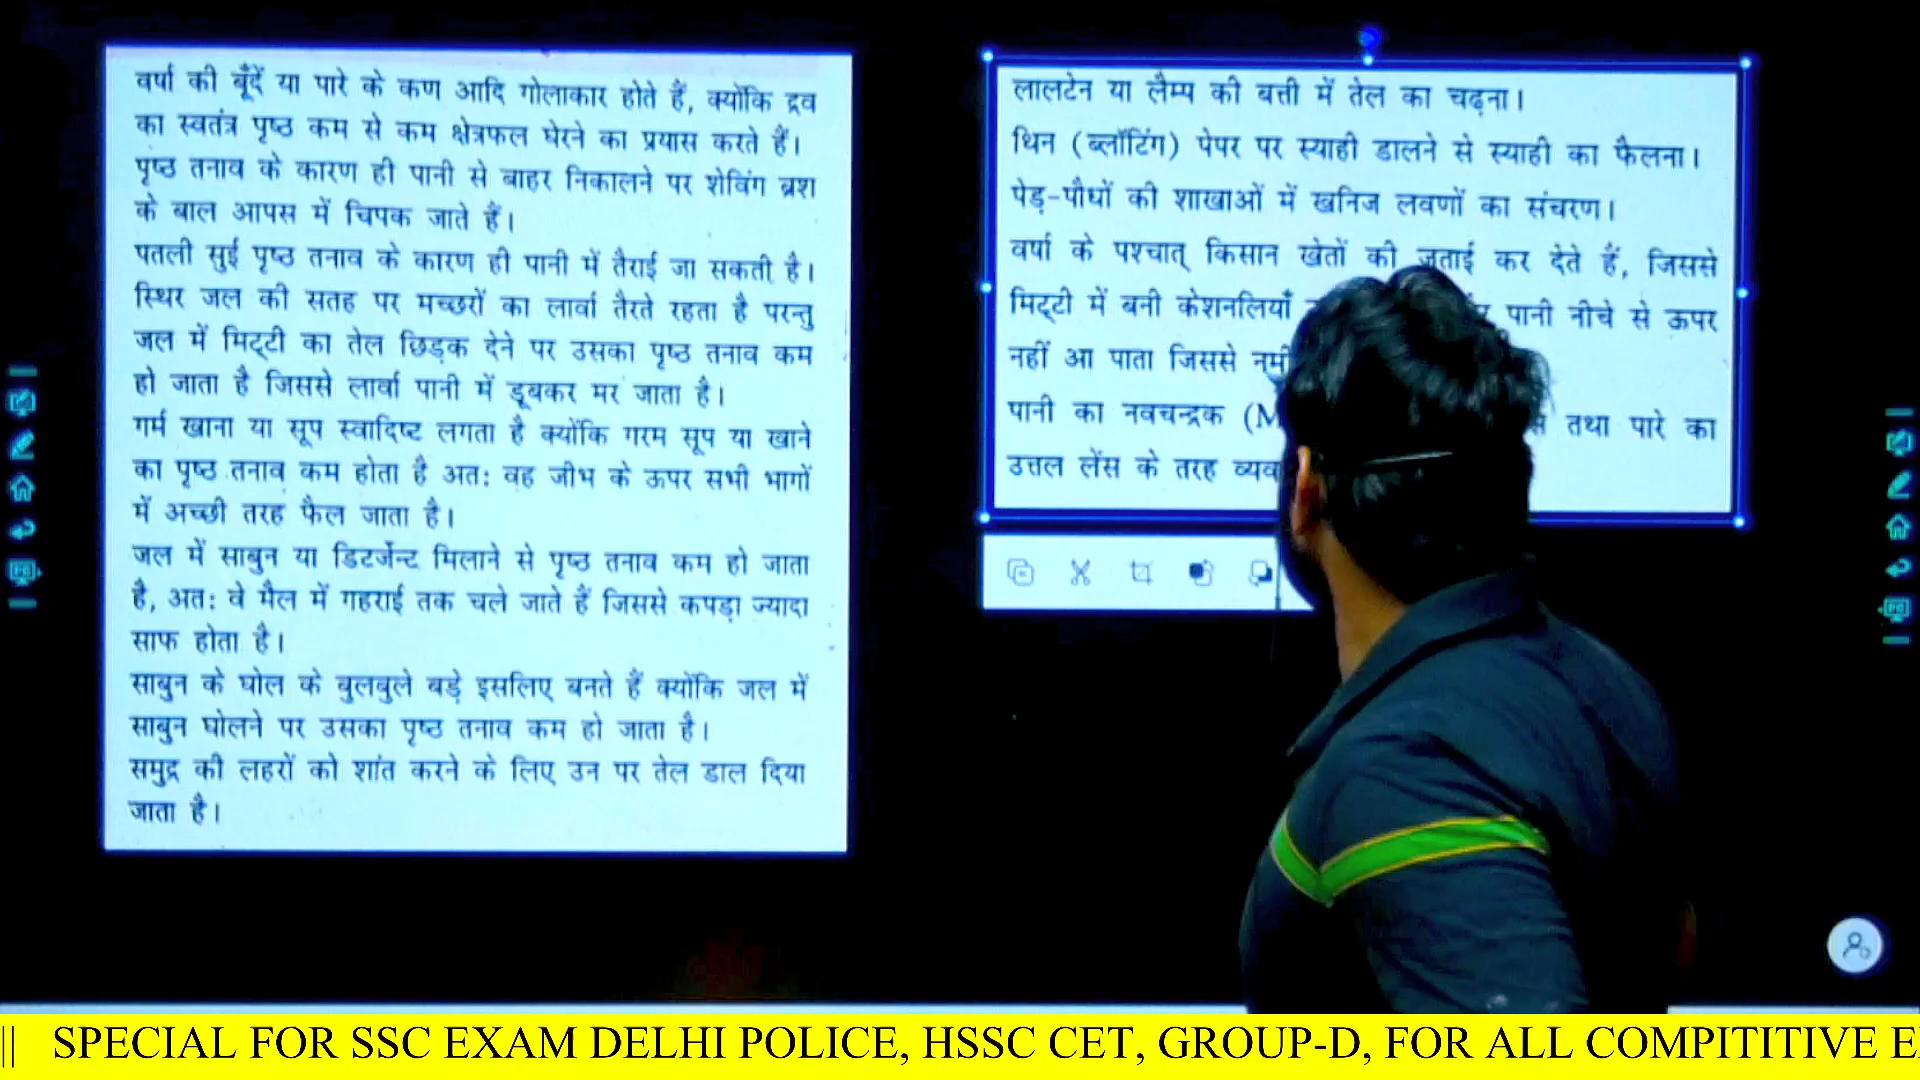 वर्षा की बूँदें या पारे के कण आदि गोलाकार होते हैं, क्योंकि द्रव
का स्वतंत्र पृष्ठ कम से कम क्षेत्रफल घेरने का प्रयास करते हैं।
पृष्ठ तनाव के कारण ही पानी से बाहर निकालने पर शेविंग ब्रश
के बाल आपस में चिपक जाते हैं।
पतली सुई पृष्ठ तनाव के कारण ही पानी में तैराई जा सकती है।
स्थिर जल की सतह पर मच्छरों का लार्वा तैरते रहता है परन्तु
जल में मिट्टी का तेल छिड़क देने पर उसका पृष्ठ तनाव कम
हो जाता है जिससे लार्वा पानी में डूबकर मर जाता है।
गर्म खाना या सूप स्वादिष्ट लगता है क्योंकि गरम सूप या खाने
का पृष्ठ तनाव कम होता है अतः वह जीभ के ऊपर सभी भागों
में अच्छी तरह फैल जाता है।
जल में साबुन या डिटर्जेन्ट मिलाने से पृष्ठ तनाव कम हो जाता
है, अतः वे मैल में गहराई तक चले जाते हैं जिससे कपड़ा ज्यादा
साफ होता है।
साबुन के घोल के बुलबुले बड़े इसलिए बनते हैं क्योंकि जल में
साबुन घोलने पर उसका पृष्ठ तनाव कम हो जाता है।
समुद्र की लहरों को शांत करने के लिए उन पर तेल डाल दिया
जाता है।
लालटेन या लैम्प की बत्ती में तेल का चढ़ना।
थिन (ब्लॉटिंग) पेपर पर स्याही डालने से स्याही का फैलना।
पेड़-पौधों की शाखाओं में खनिज लवणों का संचरण।
वर्षा के पश्चात् किसान खेतों की जुताई कर देते हैं, जिससे
मिट्टी में बनी केशनलियाँ पानी नीचे से ऊपर
नहीं आ पाता जिससे
पानी का नवचन्द्रक (M तथा पारे का
उत्तल लेंस के तरह
|| SPECIAL FOR SSC EXAM DELHI POLICE, HSSC CET, GROUP-D, FOR ALL COMPITITIVE E